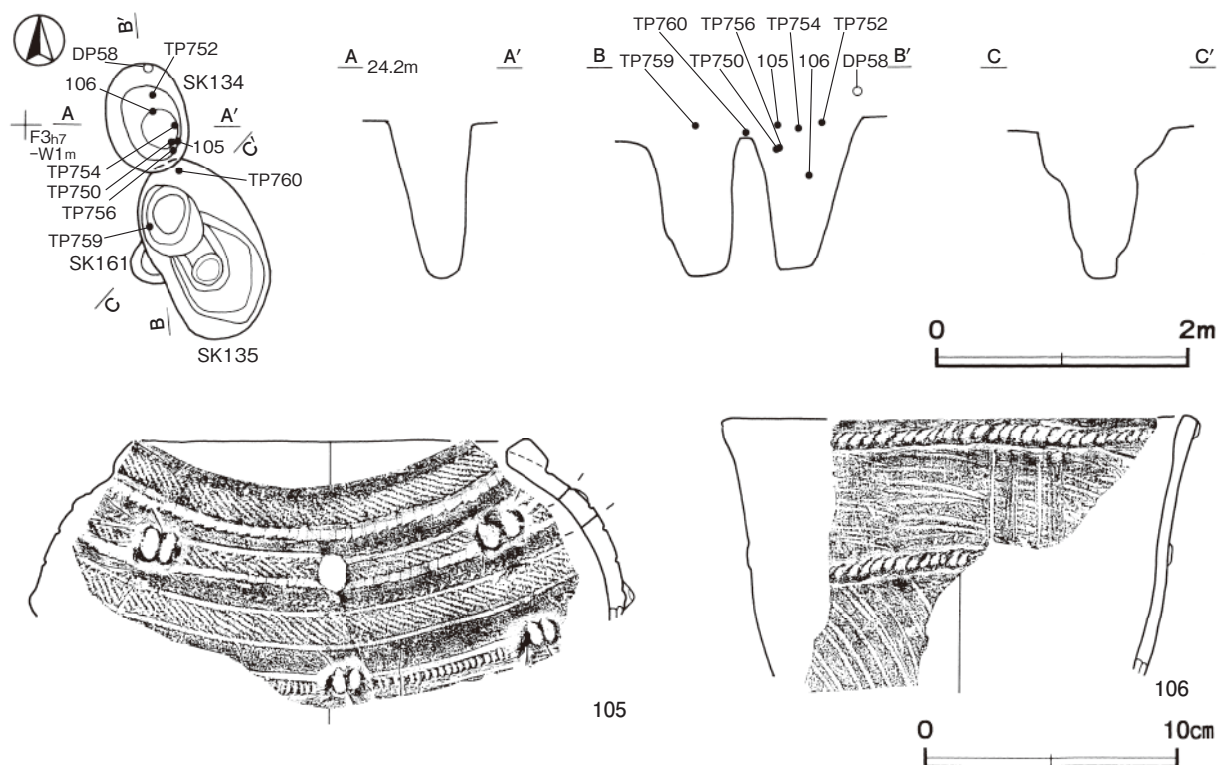 B′
DP58
TP752
106
SK134
A
A′
F3h7
-W1m
C′
105
TP754
TP750
TP760
TP756
TP759
SK161
C
B
SK135
A 24.2m A′
TP760 TP756 TP754 TP752
B TP759 TP750 105 106 DP58 B′
C C′
0 2m
105
106
0 10cm